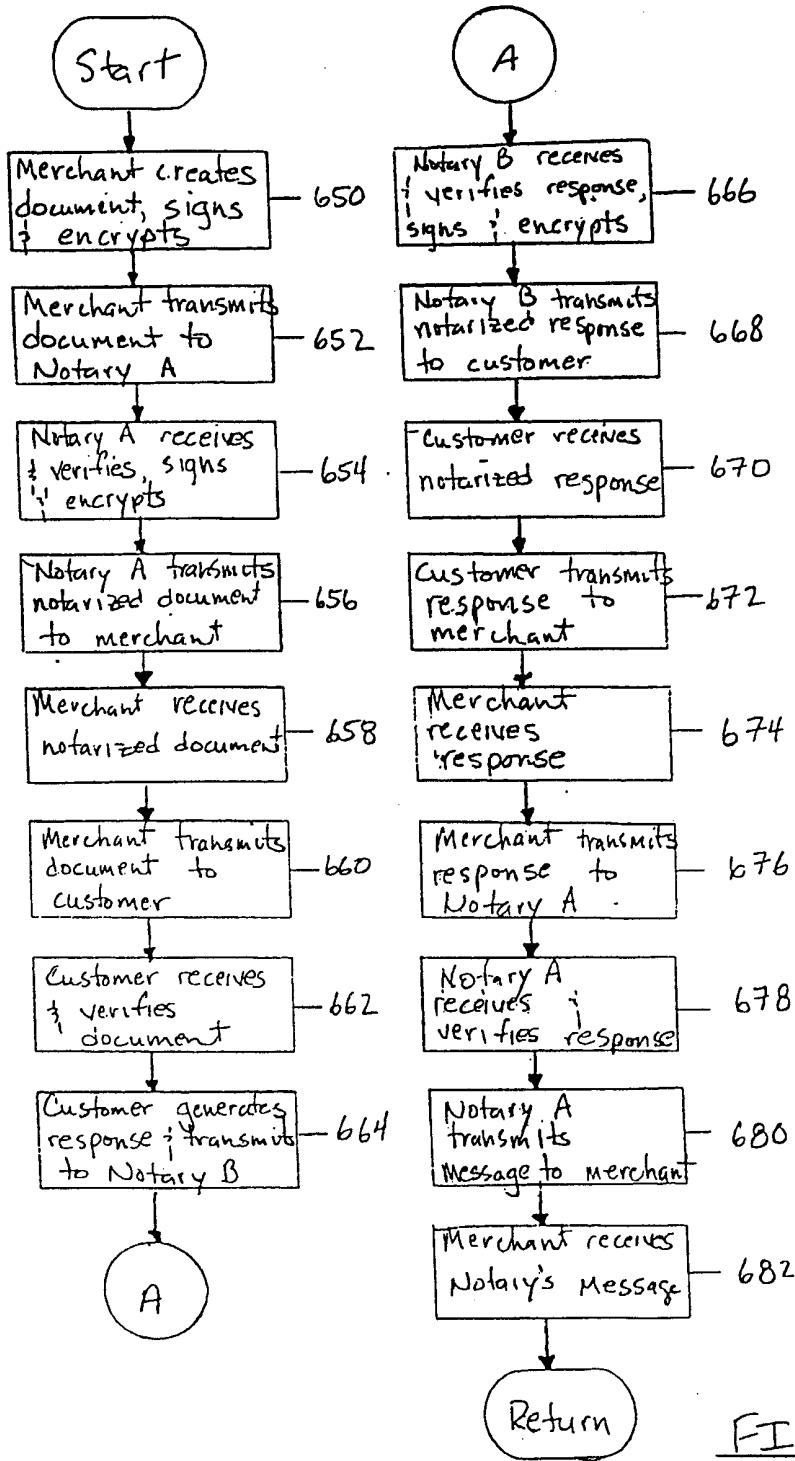 Start
Merchant creates
document, signs
& encrypts
650
Merchant transmits
document to
Notary A
652
Notary A receives
& verifies, signs
& encrypts
654
Notary A transmits
notarized document
to merchant
656
Merchant receives
notarized document
658
Merchant transmits
document to
customer
660
Customer receives
& verifies
document
662
Customer generates
response & transmit
to Notary B
664
A
A
Notary B receives
& verifies response,
signs & encrypts
666
Notary B transmits
notarized response
to customer
668
Customer receives
notarized response
670
Customer transmits
response to
merchant
672
Merchant
receives
response
674
Merchant transmits
response to
Notary A
676
Notary A
receives &
verifies response
678
Notary A
transmits
Message to merchant
680
Merchant receives
Notary's Message
682
Return
FI